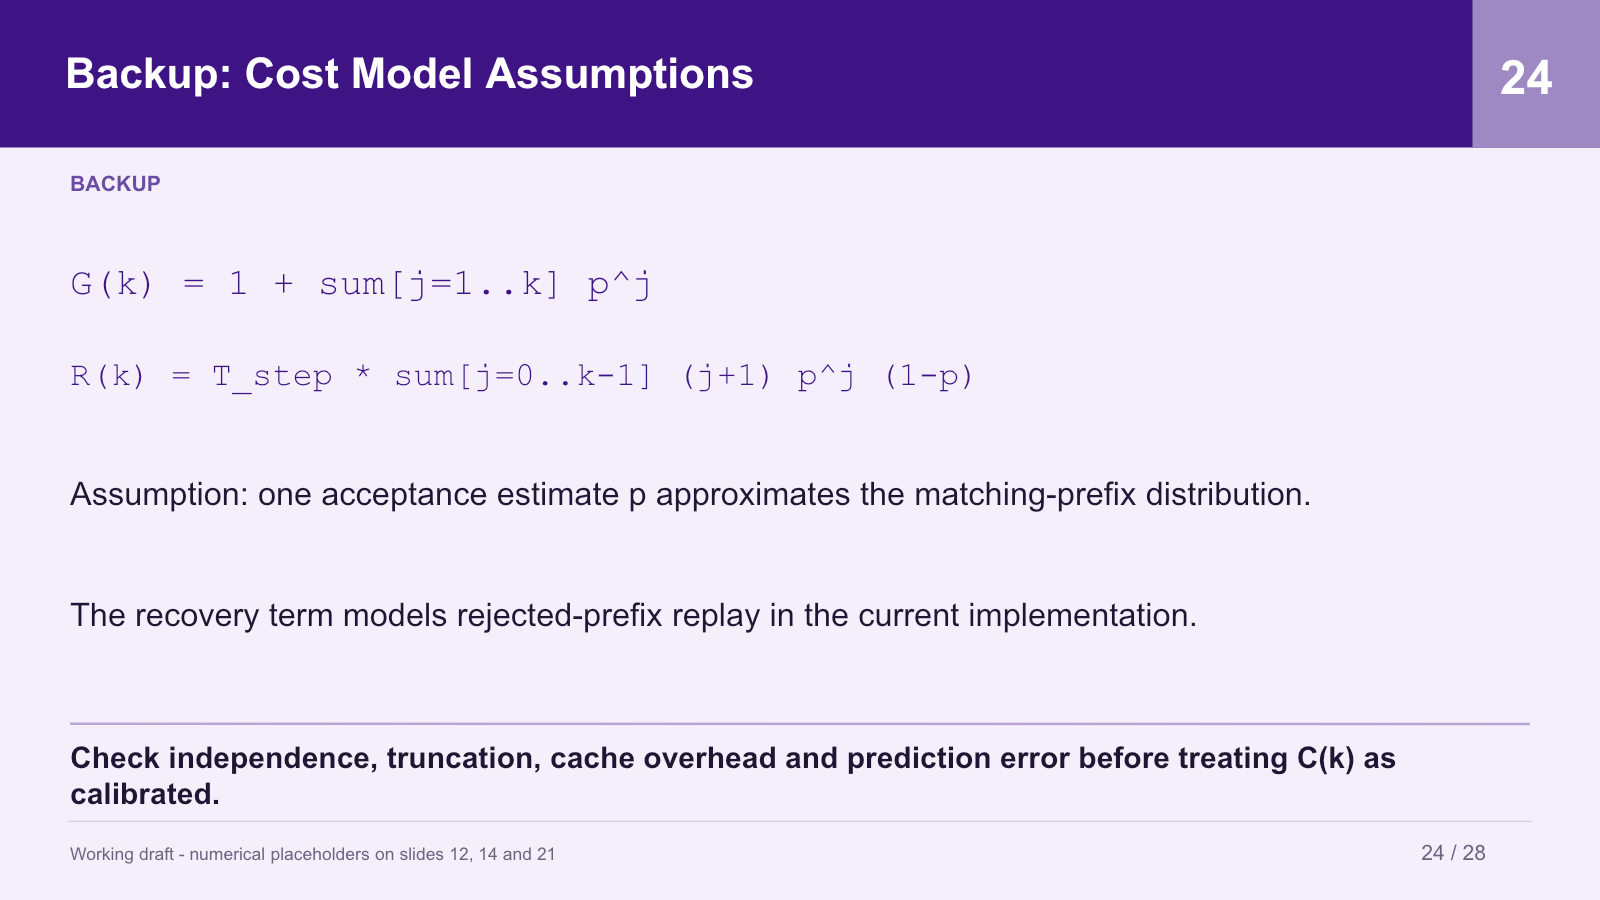 Backup: Cost Model Assumptions
24
BACKUP
G(k) = 1 + sum[j=1..k] p^j
R(k) = T_step * sum[j=0..k-1] (j+1) p^j (1-p)
Assumption: one acceptance estimate p approximates the matching-prefix distribution.
The recovery term models rejected-prefix replay in the current implementation.
Check independence, truncation, cache overhead and prediction error before treating C(k) as
calibrated.
Working draft - numerical placeholders on slides 12, 14 and 21
24 / 28